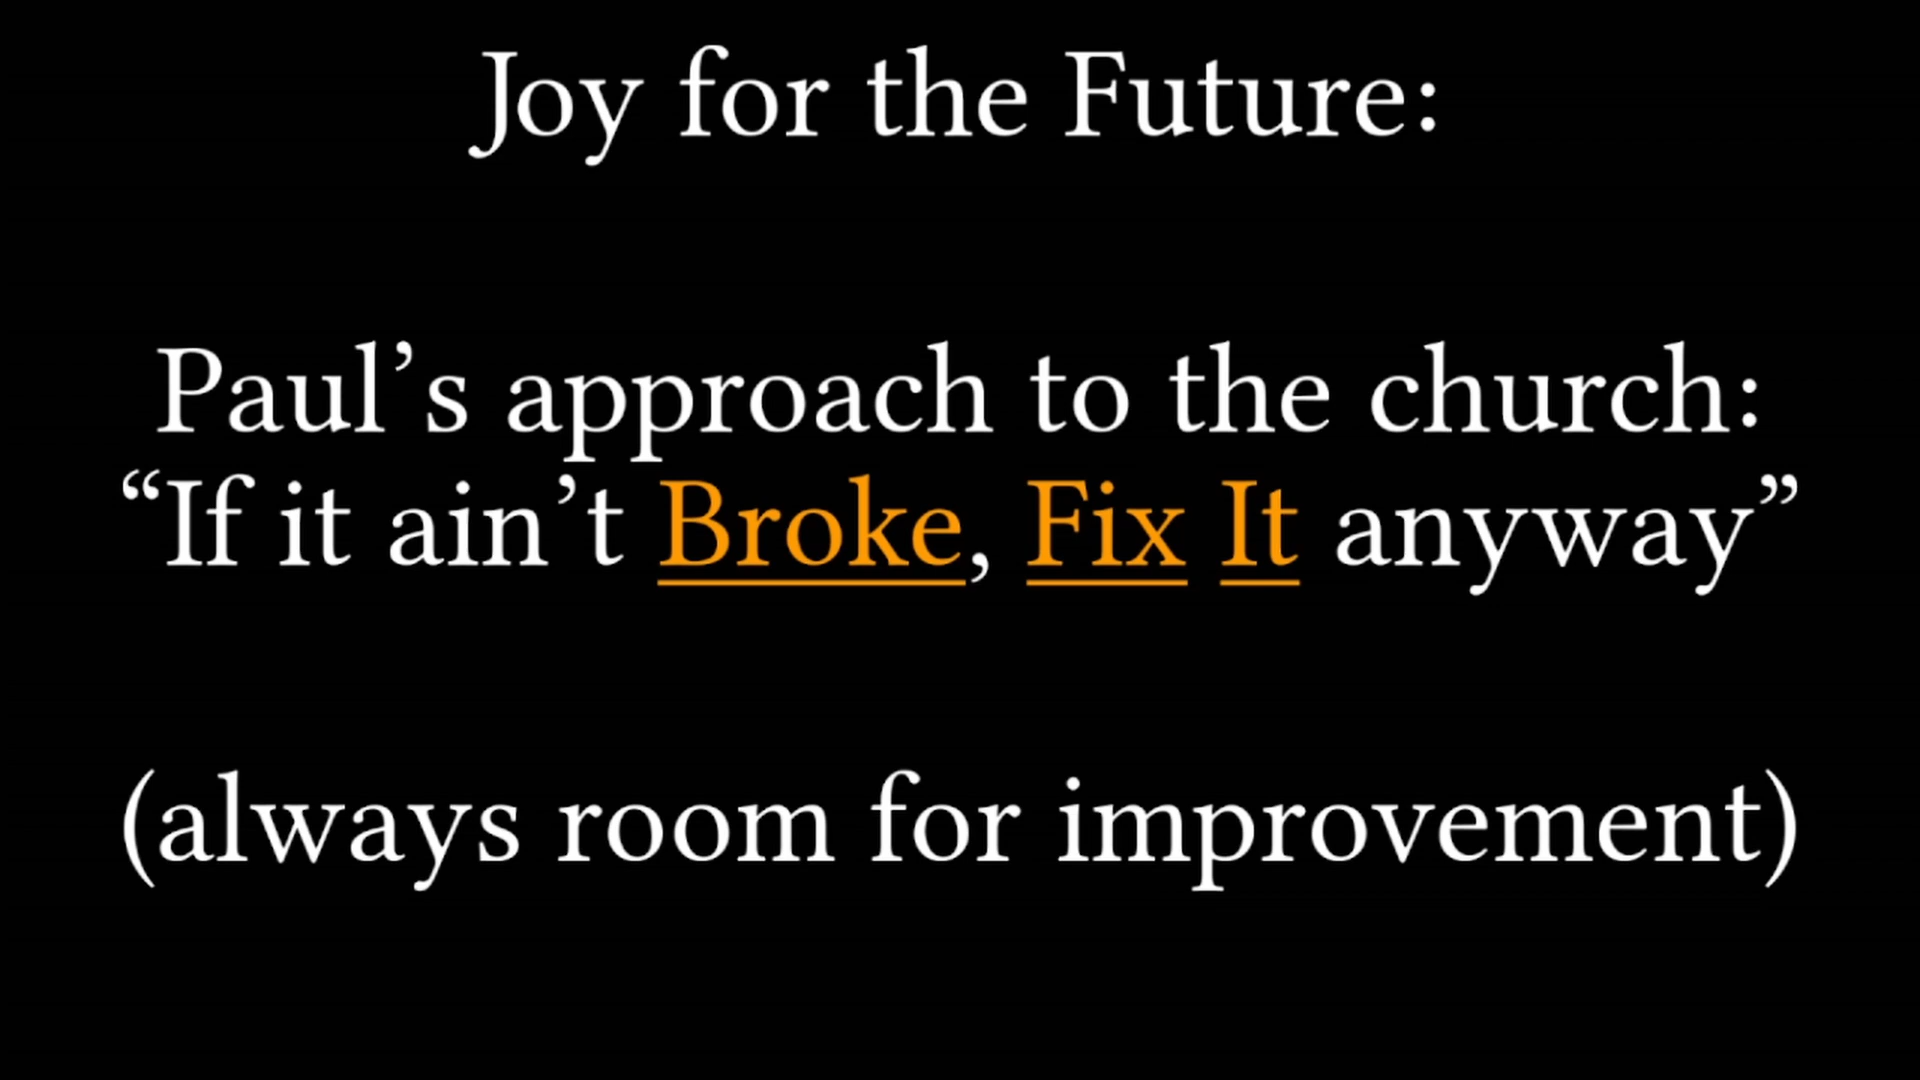 Joy for the Future:
Paul’s approach to the church:
“If it ain’t Broke, Fix It anyway”
(always room for improvement)